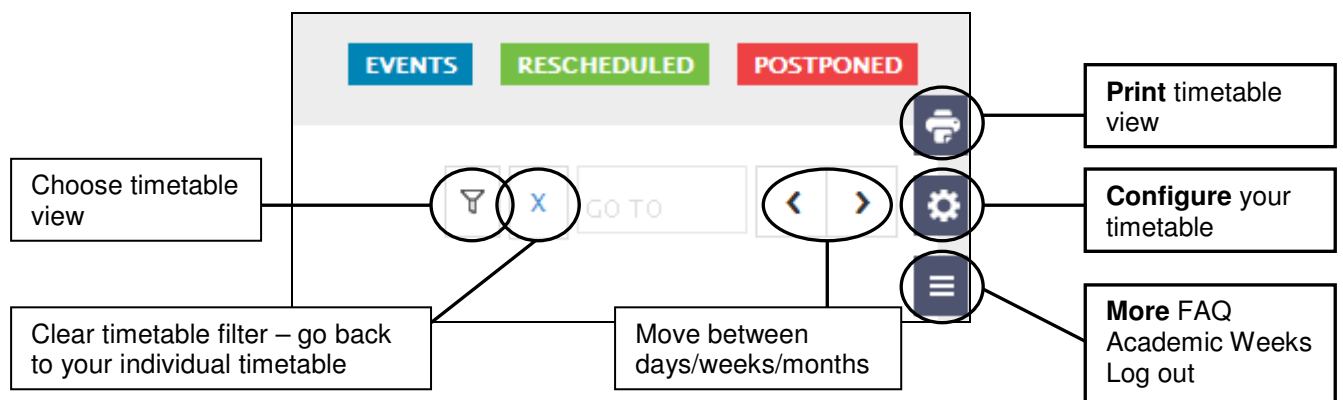 EVENTS RESCHEDULED POSTPONED
Print timetable
view
Choose timetable
view
X GO TO
Configure your
timetable
Clear timetable filter – go back
to your individual timetable
Move between
days/weeks/months
More FAQ
Academic Weeks
Log out